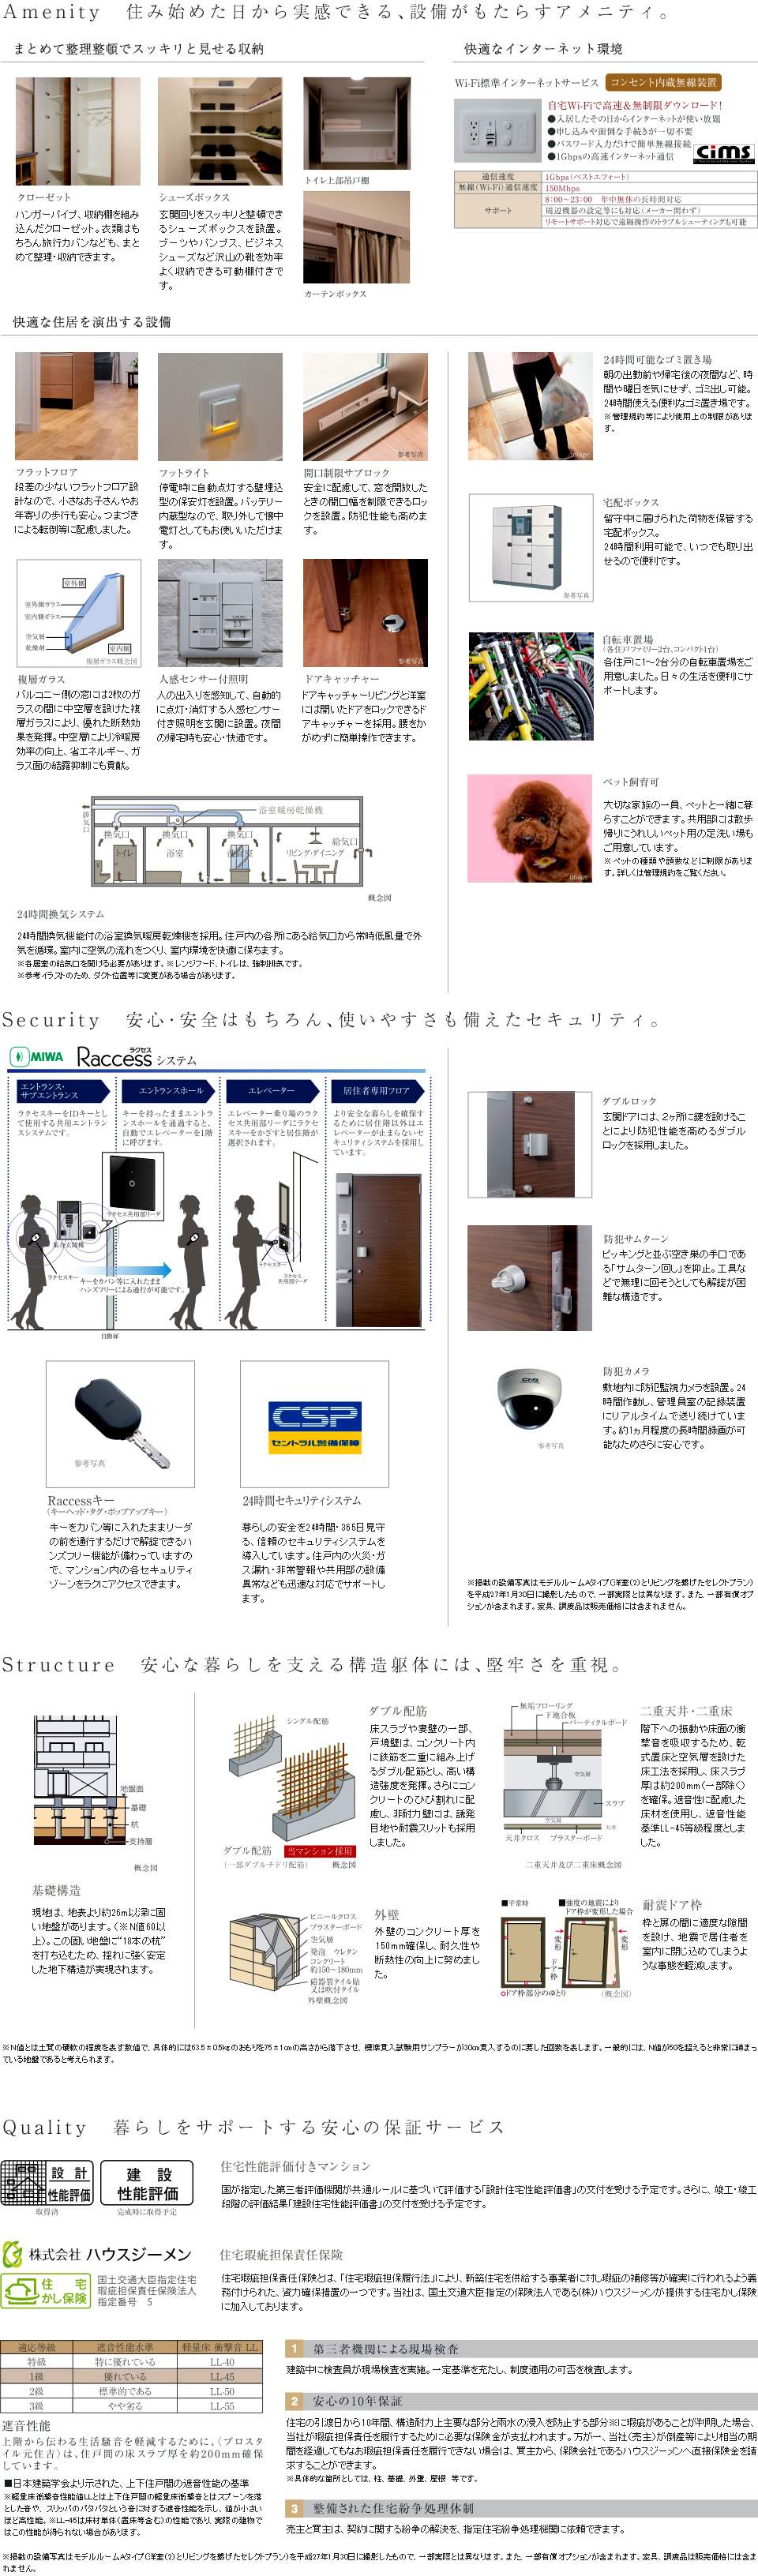 Amenity 住み始めた日から実感できる、設備がもたらすアメニティ。
まとめて整理整頓でスッキリと見せる収納
クローゼット
ハンガーパイプ、収納棚を組み
込んだクローゼット。衣類はも
ちろん旅行カバンなども、まと
めて整理・収納できます。
シューズボックス
玄関回りをスッキリと整頓でき
るシューズボックスを設置。
ブーツやパンプス、ビジネス
シューズなど沢山の靴を効率
よく収納できる可動棚付きで
す。
トイレ上部吊戸棚
カーテンボックス
快適なインターネット環境
Wi-Fi標準インターネットサービス コンセント内蔵無線装置
自宅Wi-Fiで高速&無制限ダウンロード!
●入居したその日からインターネットが使い放題
●申し込みや面倒な手続きが一切不要
●パスワード入力だけで簡単無線接続
●1Gbpsの高速インターネット通信
cims
通信速度 1Gbps(ベストエフォート)
無線(Wi-Fi)通信速度 150Mbps
サポート
8:00〜23:00 年中無休の長時間対応
周辺機器の設定等にも対応(メーカー問わず)
リモートサポート対応で遠隔操作のトラブルシューティングも可能
快適な住居を演出する設備
フラットフロア
段差の少ないフラットフロア設
計なので、小さなお子さんやお
年寄りの歩行も安心。つまづき
による転倒等に配慮しました。
フットライト
停電時に自動点灯する壁埋込
型の保安灯を設置。バッテリー
内蔵型なので、取り外して懐中
電灯としてもお使いいただけま
す。
参考写真
開口制限サブロック
安全に配慮して、窓を開放した
ときの開口幅を制限できるロッ
クを設置。防犯性能も高めま
す。
室外側
室外側ガラス
室内側ガラス
空気層
乾燥剤
室内側
複層ガラス概念図
複層ガラス
バルコニー側の窓には2枚のガ
ラスの間に中空層を設けた複
層ガラスにより、優れた断熱効
果を発揮。中空層により冷暖房
効率の向上、省エネルギー、ガ
ラス面の結露抑制にも貢献。
人感センサー付照明
人の出入りを感知して、自動的
に点灯・消灯する人感センサー
付き照明を玄関に設置。夜間
の帰宅時も安心・快適です。
参考写真
ドアキャッチャー
ドアキャッチャーリビングと洋室
には開いたドアをロックできるド
アキャッチャーを採用。腰をか
がめずに簡単操作できます。
排気口
浴室暖房乾燥機
換気口
換気口
換気口
給気口
トイレ
浴室
リビング・ダイニング
概念図
24時間換気システム
24時間換気機能付の浴室換気暖房乾燥機を採用。住戸内の各所にある給気口から常時低風量で外
気を循環。室内に空気の流れをつくり、室内環境を快適に保ちます。
※各居室の給気口を開ける必要があります。※レンジフード、トイレは、強制排気です。
※参考イラストのため、ダクト位置等に変更がある場合があります。
image
24時間可能なゴミ置き場
朝の出勤前や帰宅後の夜間など、時
間や曜日を気にせず、ゴミ出し可能。
24時間使える便利なゴミ置き場です。
※管理規約等により使用上の制限がありま
す。
参考写真
宅配ボックス
留守中に届けられた荷物を保管する
宅配ボックス。
24時間利用可能で、いつでも取り出
せるので便利です。
自転車置場
(各住戸ファミリー2台、コンパクト1台)
各住戸に1〜2台分の自転車置場をご
用意しました。日々の生活を便利にサ
ポートします。
image
ペット飼育可
大切な家族の一員、ペットと一緒に暮
らすことができます。共用部には散歩
帰りにうれしいペット用の足洗い場も
ご用意しています。
※ペットの種類や頭数などに制限がありま
す。詳しくは管理規約をご覧ください。
Security 安心・安全はもちろん、使いやすさも備えたセキュリティ。
MIWA Raccess ラクセス システム
エントランス・
サブエントランス
ラクセスキーをIDキーとし
て使用する共用エントラン
スシステムです。
エントランスホール
キーを持ったままエントラ
ンスホールを通過すると、
自動でエレベーターを1階
に呼びます。
エレベーター
エレベーター乗り場のラク
セス共用部リーダにラクセ
スキーをかざすと居住階が
選択されます。
居住者専用フロア
より安全な暮らしを確保す
るために居住階以外はエ
レベーターが止まらないセ
キュリティシステムを採用し
ています。
ラクセス共用部リーダ
集合玄関機
ラクセスキー
キーをカバン等に入れたまま
ハンズフリーによる通行が可能です。
ラクセスキー
ラクセス
共用部リーダ
自動扉
参考写真
Raccessキー
(キーヘッド・タグ・ポップアップキー)
キーをカバン等に入れたままリーダ
の前を通行するだけで解錠できるハ
ンズフリー機能が備わっていますの
で、マンション内の各セキュリティ
ゾーンをラクにアクセスできます。
CSP
セントラル警備保障
24時間セキュリティシステム
暮らしの安全を24時間・365日見守
る、信頼のセキュリティシステムを
導入しています。住戸内の火災・ガ
ス漏れ・非常警報や共用部の設備
異常なども迅速な対応でサポートし
ます。
ダブルロック
玄関ドアには、2ヶ所に鍵を設けるこ
とにより防犯性能を高めるダブル
ロックを採用しました。
防犯サムターン
ピッキングと並ぶ空き巣の手口であ
る「サムターン回し」を抑止。工具な
どで無理に回そうとしても解錠が困
難な構造です。
参考写真
防犯カメラ
敷地内に防犯監視カメラを設置。24
時間作動し、管理員室の記録装置
にリアルタイムで送り続けていま
す。約1ヵ月程度の長時間録画が可
能なためさらに安心です。
※掲載の設備写真はモデルルームAタイプ(洋室(2)とリビングを繋げたセレクトプラン)
を平成27年1月30日に撮影したもので、一部実際とは異なります。また、一部有償オプ
ションが含まれます。家具、調度品は販売価格には含まれません。
Structure 安心な暮らしを支える構造躯体には、堅牢さを重視。
地盤面
基礎
杭
支持層
概念図
基礎構造
現地は、地表より約26m以深に固
い地盤があります。(※N値60以
上)。この固い地盤に“18本の杭”
を打ち込むため、揺れに強く安定
した地下構造が実現されます。
シングル配筋
ダブル配筋 当マンション採用
(一部ダブルチドリ配筋) 概念図
ダブル配筋
床スラブや妻壁の一部、
戸境壁は、コンクリート内
に鉄筋を二重に組み上げ
るダブル配筋とし、高い構
造強度を発揮。さらにコン
クリートのひび割れに配
慮し、非耐力壁には、誘発
目地や耐震スリットも採用
しました。
無垢フローリング
下地合板
パーティクルボード
空気層
スラブ
空気層
天井
天井クロス プラスターボード
二重天井及び二重床概念図
二重天井・二重床
階下への振動や床面の衝
撃音を吸収するため、乾
式置床と空気層を設けた
床工法を採用し、床スラブ
厚は約200mm〈一部除く〉
を確保。遮音性に配慮した
床材を使用し、遮音性能
基準LL-45等級程度としま
した。
ビニールクロス
プラスターボード
空気層
発泡 ウレタン
コンクリート
約150〜180mm
磁器質タイル貼
又は吹付タイル
外壁概念図
外壁
外壁のコンクリート厚を
150mm確保し、耐久性や
断熱性の向上に努めまし
た。
■平常時
■強度の地震により
ドア枠が変形した場合
変形
ドア枠
変形
○ドア枠部分のゆとり (概念図)
耐震ドア枠
枠と扉の間に適度な隙間
を設け、地震で居住者を
室内に閉じ込めてしまうよ
うな事態を軽減します。
※N値とは土質の硬軟の程度を表す数値で、具体的には63.5±0.5kgのおもりを75±1cmの高さから落下させ、標準貫入試験用サンプラーが30cm貫入するのに要した回数を表します。一般的には、N値が50を超えると非常に締まっ
ている地盤であると考えられます。
Quality 暮らしをサポートする安心の保証サービス
設計
性能評価
取得済
建設
性能評価
完成時に取得予定
住宅性能評価付きマンション
国が指定した第三者評価機関が共通ルールに基づいて評価する「設計住宅性能評価書」の交付を受ける予定です。さらに、竣工・竣工
段階の評価結果「建設住宅性能評価書」の交付を受ける予定です。
株式会社 ハウスジーメン
住宅
かし保険
国土交通大臣指定住宅
瑕疵担保責任保険法人
指定番号 5
住宅瑕疵担保責任保険
住宅瑕疵担保責任保険とは、「住宅瑕疵担保履行法」により、新築住宅を供給する事業者に対し瑕疵の補修等が確実に行われるよう義
務付けられた、資力確保措置の一つです。当社は、国土交通大臣指定の保険法人である(株)ハウスジーメンが提供する住宅かし保険
に加入しております。
適応等級 遮音性能水準 軽量床 衝撃音 LL
特級 特に優れている LL-40
1級 優れている LL-45
2級 標準的である LL-50
3級 やや劣る LL-55
遮音性能
上階から伝わる生活騒音を軽減するために、〈プロスタ
イル元住吉〉は、住戸間の床スラブ厚を約200mm確保
しています。
■日本建築学会より示された、上下住戸間の遮音性能の基準
※軽量床衝撃音性能値LLとは上下住戸間の軽量床衝撃音とはスプーンを落
とした音や、スリッパのパタパタという音に対する遮音性能を示し、値が小さい
ほど高性能。※LL-45は床材単体(置床等含む)の性能であり、実際の建物で
はこの性能が得られない場合があります。
1 第三者機関による現場検査
建築中に検査員が現場検査を実施。一定基準を充たし、制度適用の可否を検査します。
2 安心の10年保証
住宅の引渡日から10年間、構造耐力上主要な部分と雨水の浸入を防止する部分※に瑕疵があることが判明した場合、
当社が瑕疵担保責任を履行するために必要な保険金が支払われます。万が一、当社〈売主〉が倒産等により相当の期
間を経過してもなお瑕疵担保責任を履行できない場合は、買主から、保険会社であるハウスジーメンへ直接保険金を請
求することができます。
※具体的な箇所としては、柱、基礎、外壁、屋根 等です。
3 整備された住宅紛争処理体制
売主と買主は、契約に関する紛争の解決を、指定住宅紛争処理機関に依頼できます。
※掲載の設備写真はモデルルームAタイプ(洋室(2)とリビングを繋げたセレクトプラン)を平成27年1月30日に撮影したもので、一部実際とは異なります。また、一部有償オプションが含まれます。家具、調度品は販売価格には含まれ
ません。